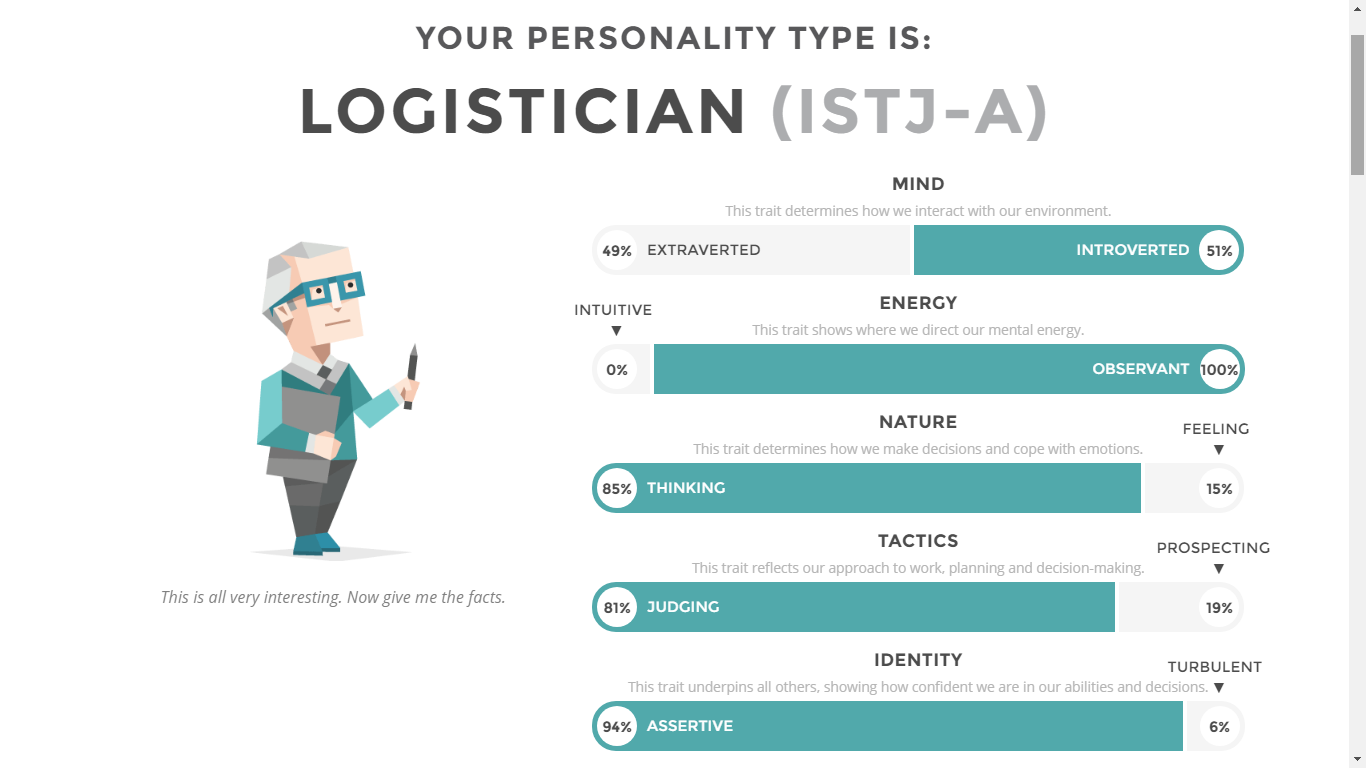 YOUR PERSONALITY TYPE IS:
LOGISTICIAN (ISTJ-A)
MIND
This trait determines how we interact with our environment.
49% EXTRAVERTED INTROVERTED 51%
ENERGY
INTUITIVE
This trait shows where we direct our mental energy.
0% OBSERVANT 100%
NATURE
FEELING
This trait determines how we make decisions and cope with emotions.
85% THINKING 15%
TACTICS
PROSPECTING
This trait reflects our approach to work, planning and decision-making.
81% JUDGING 19%
IDENTITY
TURBULENT
This trait underpins all others, showing how confident we are in our abilities and decisions.
94% ASSERTIVE 6%
This is all very interesting. Now give me the facts.